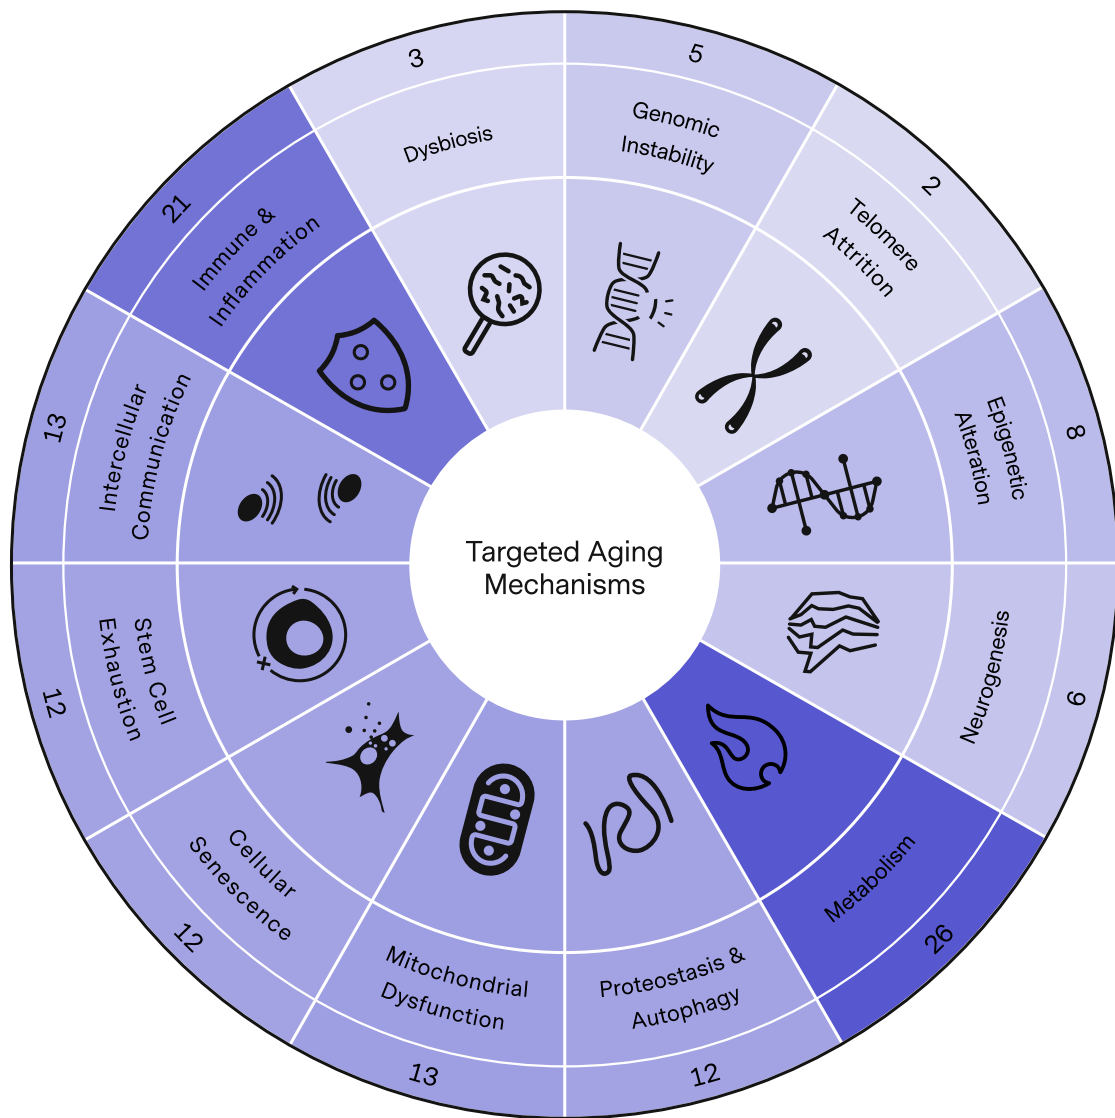 Targeted Aging
Mechanisms
5
Genomic
Instability
2
Telomere
Attrition
8
Epigenetic
Alteration
6
Neurogenesis
26
Metabolism
12
Proteostasis &
Autophagy
13
Mitochondrial
Dysfunction
12
Cellular
Senescence
12
Stem Cell
Exhaustion
13
Intercellular
Communication
21
Immune &
Inflammation
3
Dysbiosis